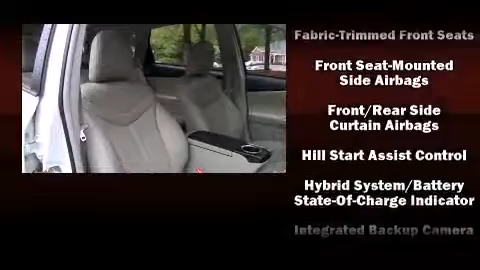 Fabric-Trimmed Front Seats
Front Seat-Mounted
Side Airbags
Front/Rear Side
Curtain Airbags
Hill Start Assist Control
Hybrid System/Battery
State-Of-Charge Indicator
Integrated Backup Camera